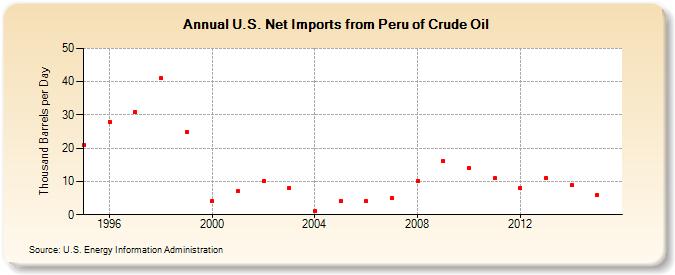 Annual U.S. Net Imports from Peru of Crude Oil
Thousand Barrels per Day
50
40
30
20
10
0
1996 2000 2004 2008 2012
Source: U.S. Energy Information Administration